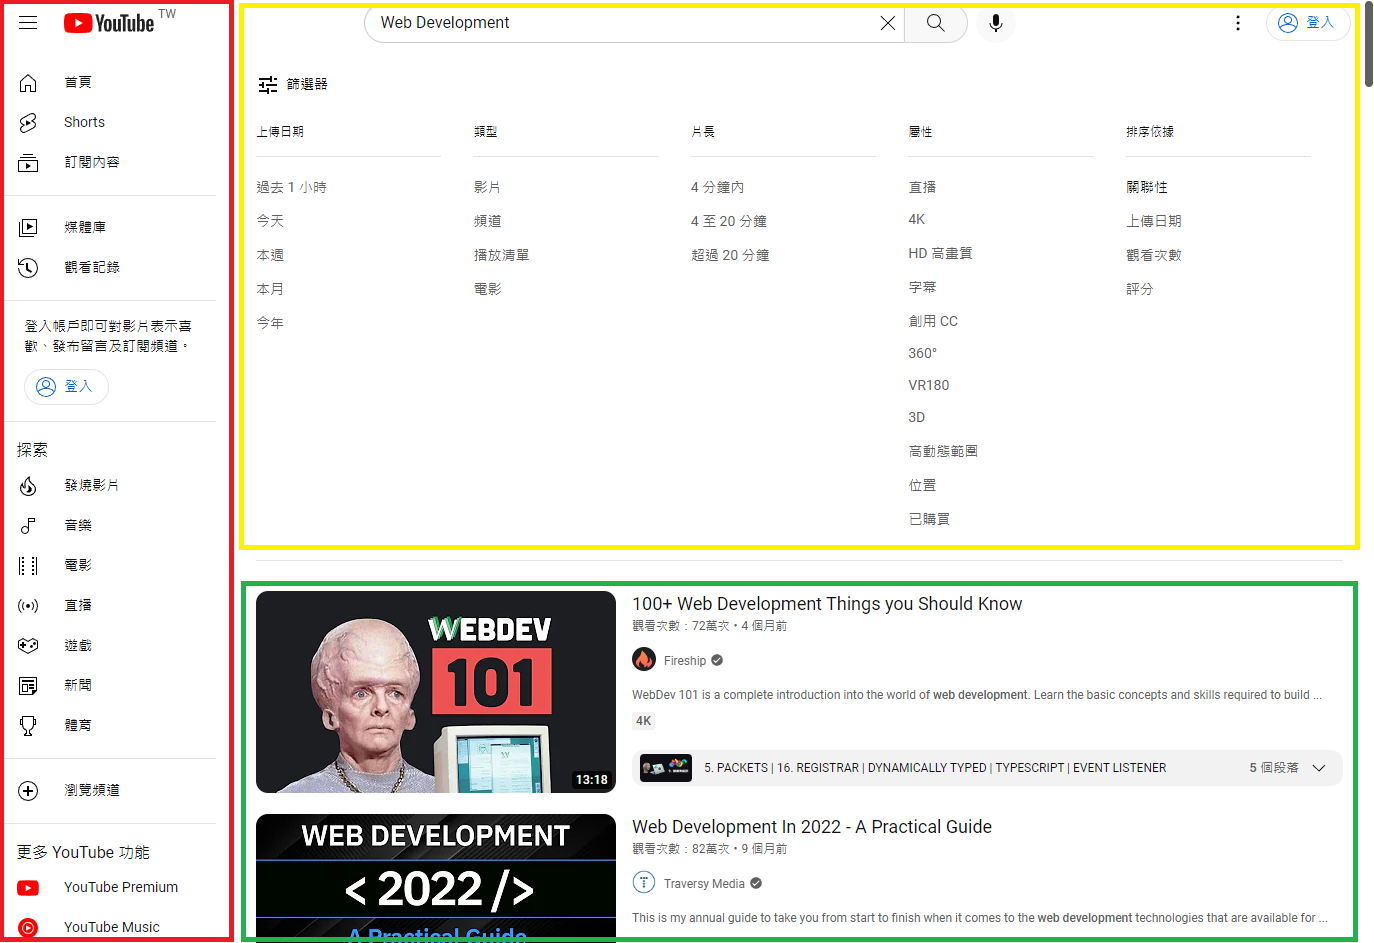 YouTube TW
首頁
Shorts
訂閱內容
媒體庫
觀看記錄
登入帳戶即可對影片表示喜
歡、發布留言及訂閱頻道。
登入
探索
發燒影片
音樂
電影
直播
遊戲
新聞
體育
瀏覽頻道
更多 YouTube 功能
YouTube Premium
YouTube Music
Web Development
登入
篩選器
上傳日期
過去 1 小時
今天
本週
本月
今年
類型
影片
頻道
播放清單
電影
片長
4 分鐘內
4 至 20 分鐘
超過 20 分鐘
屬性
直播
4K
HD 高畫質
字幕
創用 CC
360°
VR180
3D
高動態範圍
位置
已購買
排序依據
關聯性
上傳日期
觀看次數
評分
WEBDEV
101
13:18
100+ Web Development Things you Should Know
觀看次數：72萬次・4 個月前
Fireship
WebDev 101 is a complete introduction into the world of web development. Learn the basic concepts and skills required to build ...
4K
5. PACKETS | 16. REGISTRAR | DYNAMICALLY TYPED | TYPESCRIPT | EVENT LISTENER
5 個段落
WEB DEVELOPMENT
< 2022 />
A Practical Guide
Web Development In 2022 - A Practical Guide
觀看次數：82萬次・9 個月前
Traversy Media
This is my annual guide to take you from start to finish when it comes to the web development technologies that are available for ...